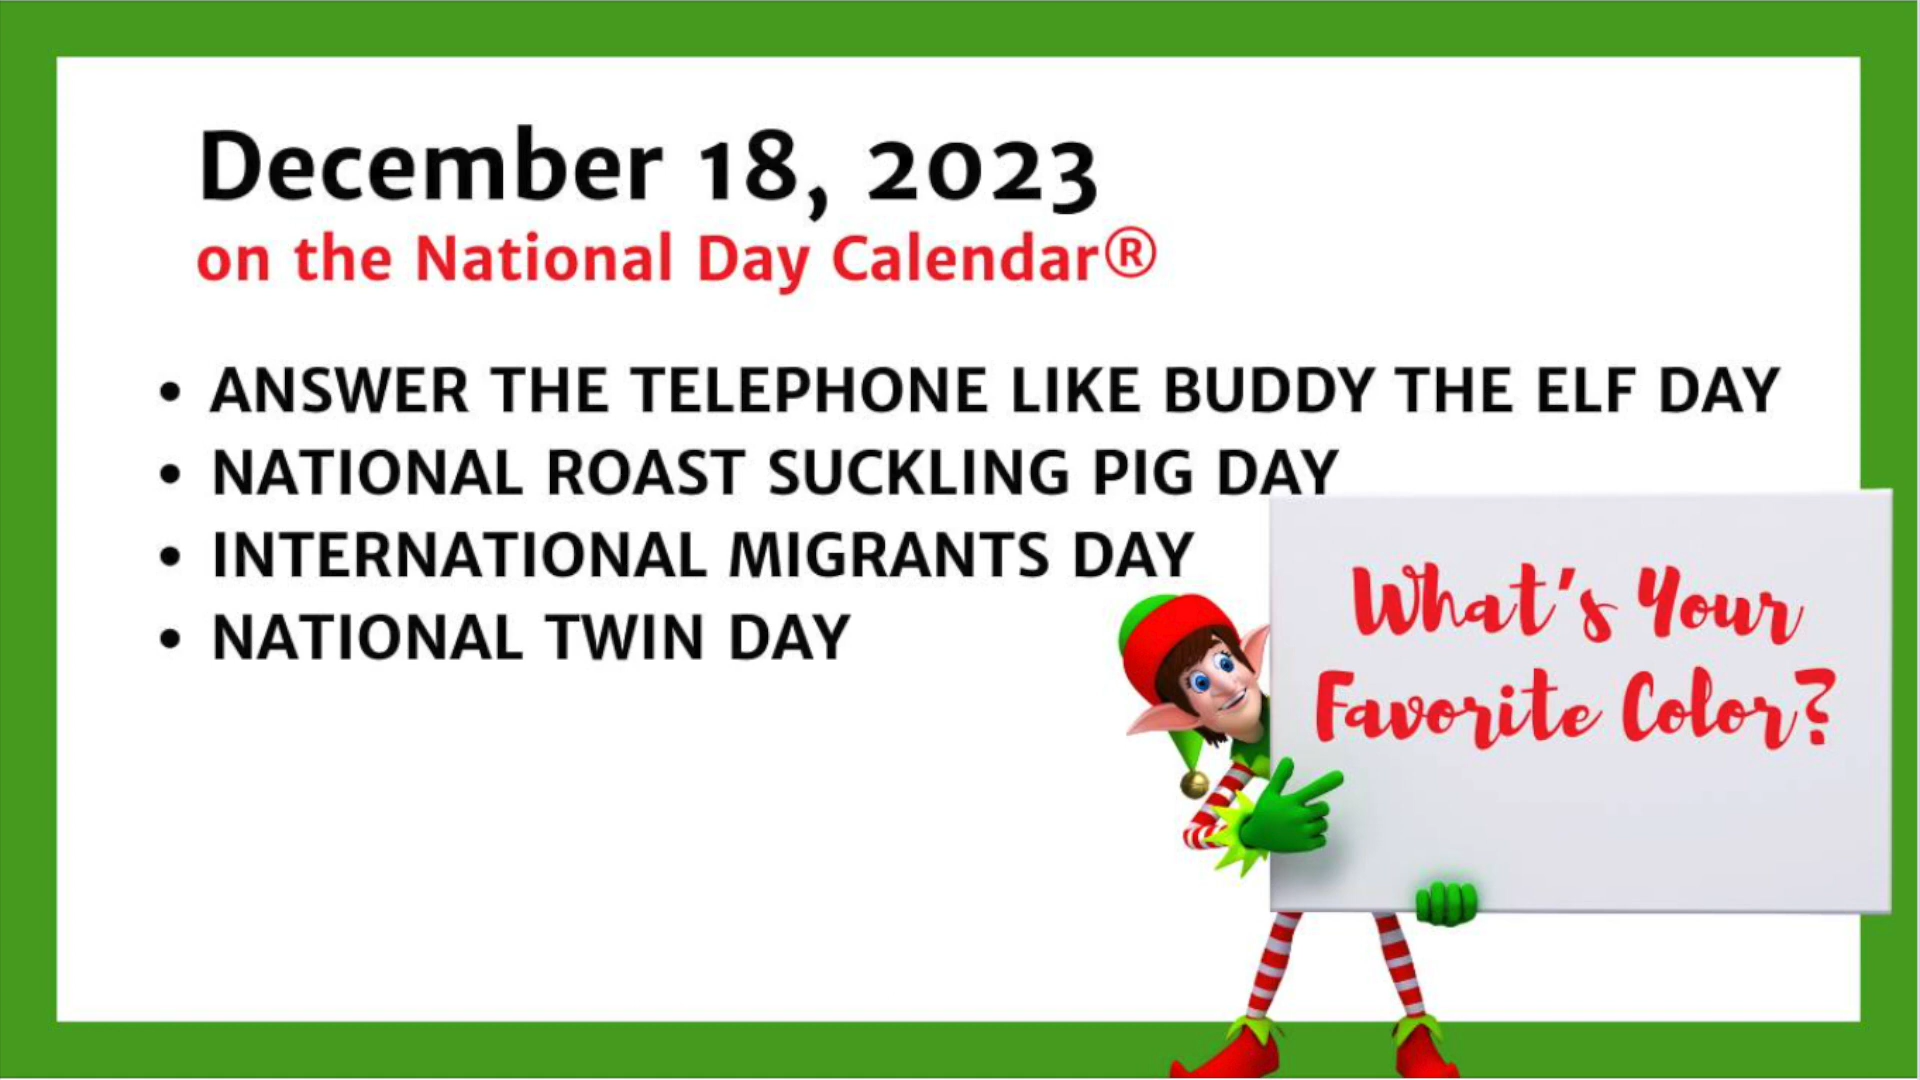 December 18, 2023
on the National Day Calendar®
• ANSWER THE TELEPHONE LIKE BUDDY THE ELF DAY
• NATIONAL ROAST SUCKLING PIG DAY
• INTERNATIONAL MIGRANTS DAY
• NATIONAL TWIN DAY
What's Your
Favorite Color?